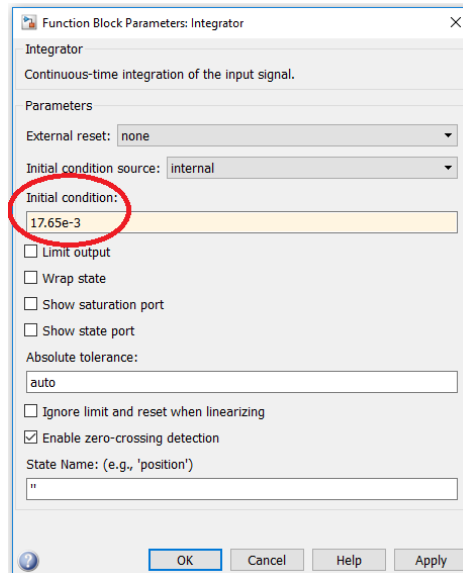 Function Block Parameters: Integrator
Integrator
Continuous-time integration of the input signal.
Parameters
External reset: none
Initial condition source: internal
Initial condition:
17.65e-3
Limit output
Wrap state
Show saturation port
Show state port
Absolute tolerance:
auto
Ignore limit and reset when linearizing
Enable zero-crossing detection
State Name: (e.g., 'position')
''
OK Cancel Help Apply